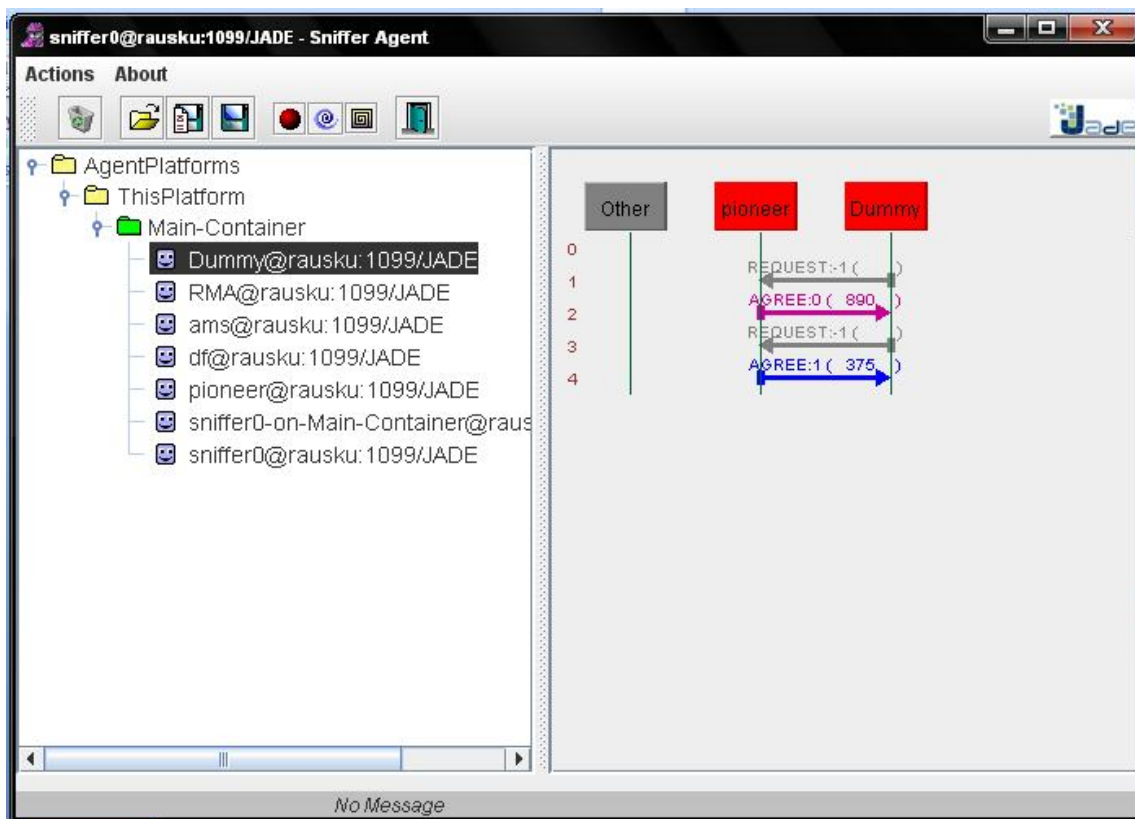 sniffer0@rausku:1099/JADE - Sniffer Agent
Actions About
Jade
AgentPlatforms
ThisPlatform
Main-Container
Dummy@rausku:1099/JADE
RMA@rausku:1099/JADE
ams@rausku:1099/JADE
df@rausku:1099/JADE
pioneer@rausku:1099/JADE
sniffer0-on-Main-Container@raus
sniffer0@rausku:1099/JADE
Other pioneer Dummy
0
REQUEST:-1 ( )
1
AGREE:0 ( 890 )
2
REQUEST:-1 ( )
3
AGREE:1 ( 375 )
4
No Message